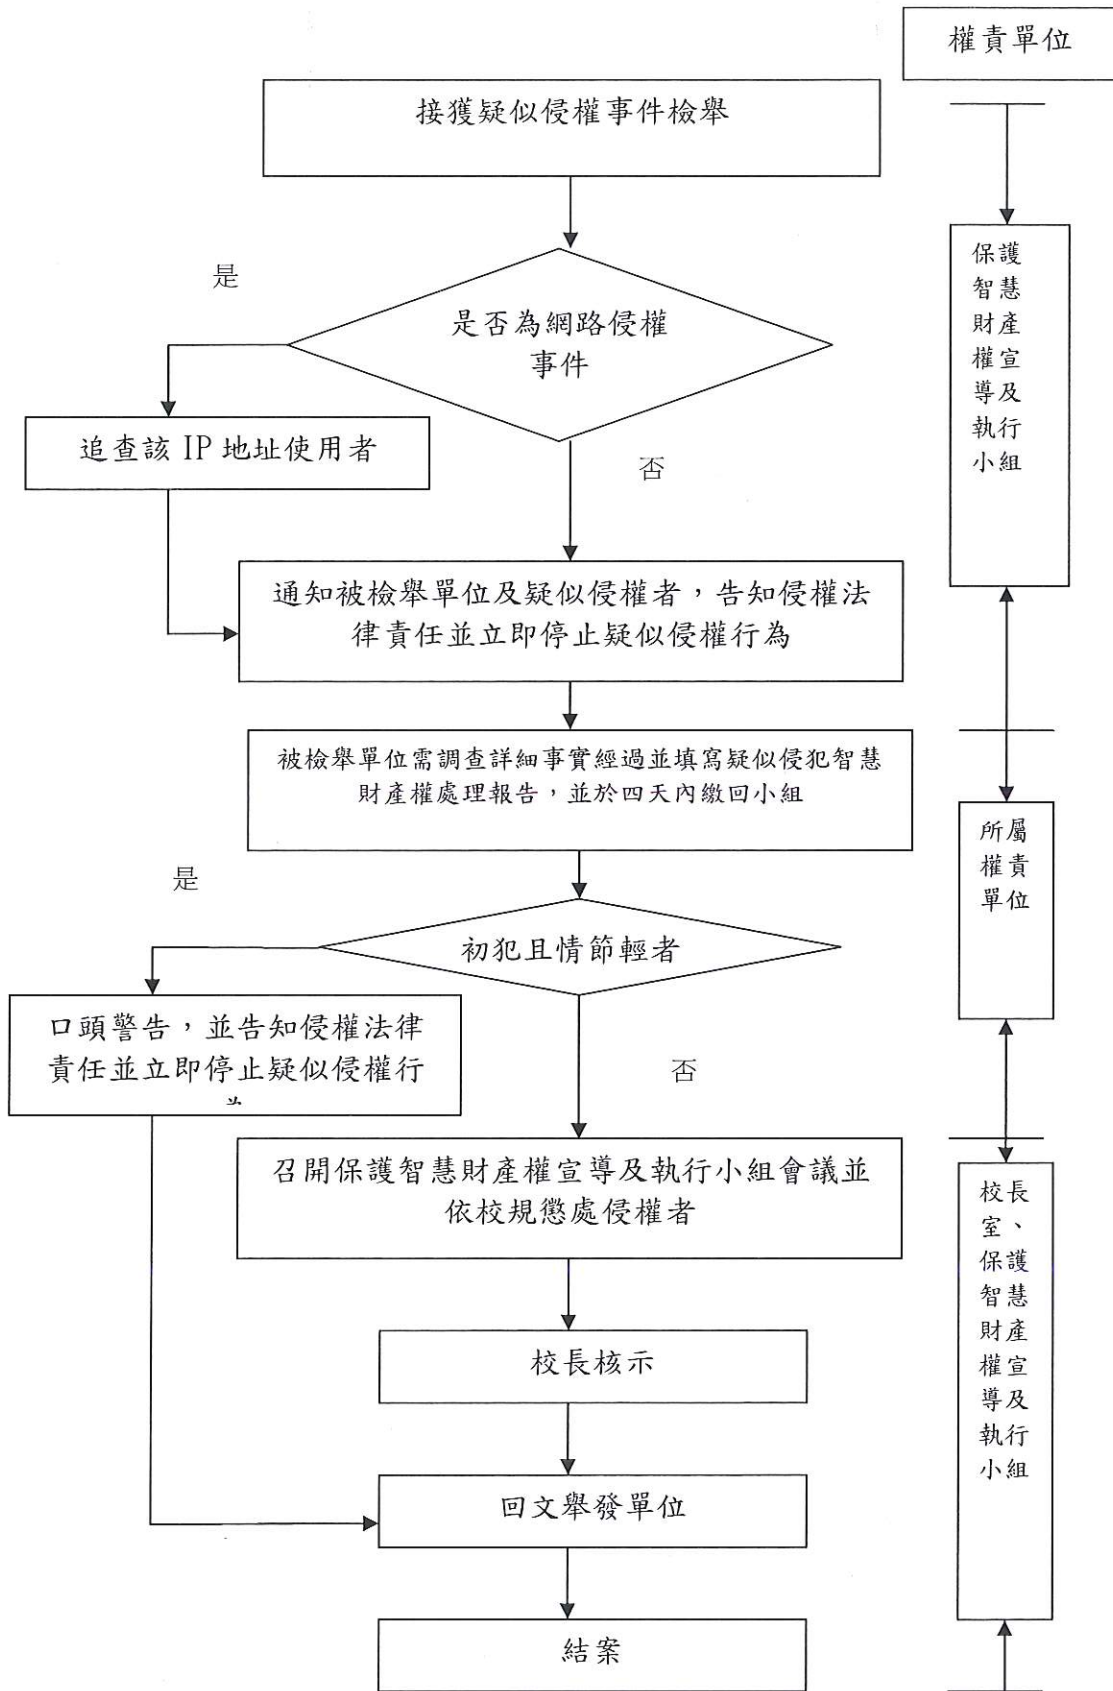 權責單位
接獲疑似侵權事件檢舉
保護
智慧
財產
權宣
導及
執行
小組
是
是否為網路侵權
事件
追查該 IP 地址使用者
否
通知被檢舉單位及疑似侵權者，告知侵權法
律責任並立即停止疑似侵權行為
被檢舉單位需調查詳細事實經過並填寫疑似侵犯智慧
財產權處理報告，並於四天內繳回小組
所屬
權責
單位
是
初犯且情節輕者
口頭警告，並告知侵權法律
責任並立即停止疑似侵權行
否
召開保護智慧財產權宣導及執行小組會議並
依校規懲處侵權者
校長
室、
保護
智慧
財產
權宣
導及
執行
小組
校長核示
回文舉發單位
結案